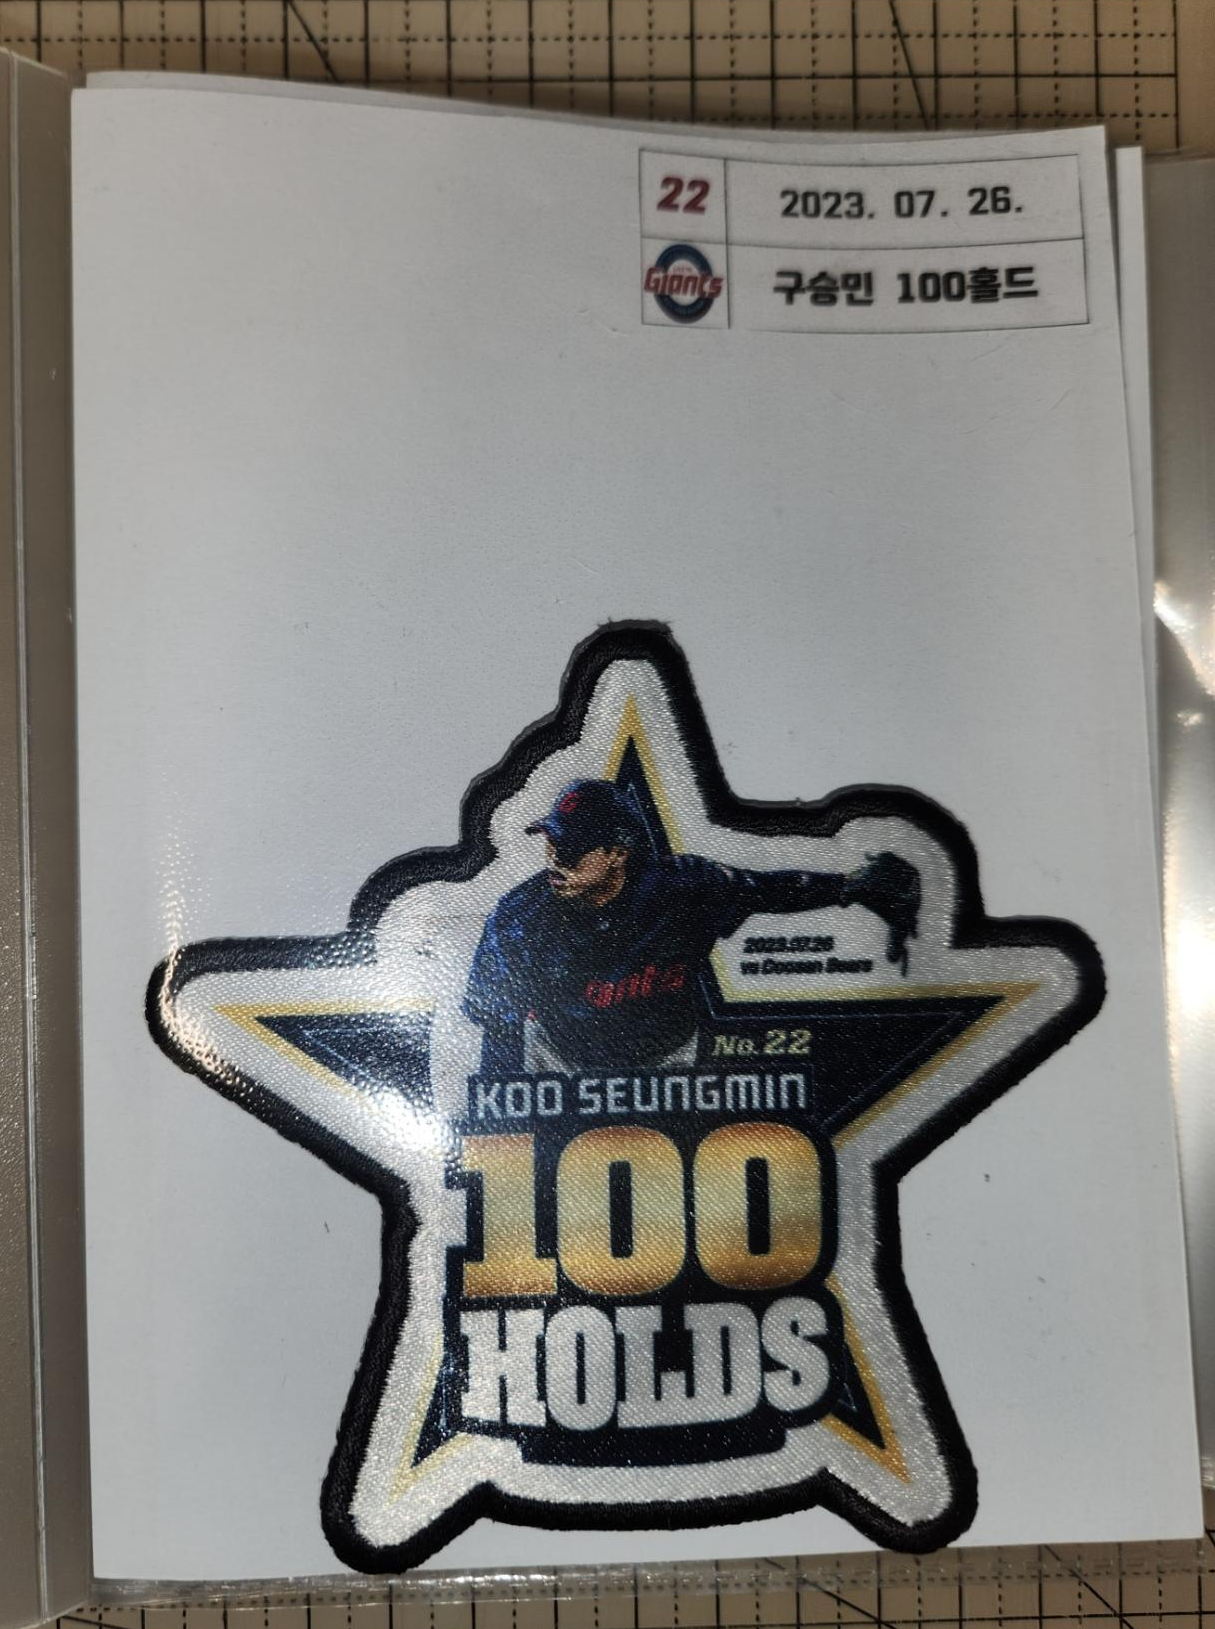 22
2023. 07. 26.
Giants
구승민 100홀드
2023.07.26
vs Doosan Bears
No. 22
KOO SEUNGMIN
100
HOLDS